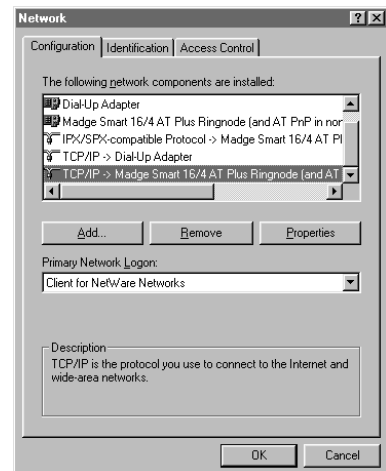 Network
Configuration Identification Access Control
The following network components are installed:
Dial-Up Adapter
Madge Smart 16/4 AT Plus Ringnode (and AT PnP in nor
IPX/SPX-compatible Protocol -> Madge Smart 16/4 AT Pl
TCP/IP -> Dial-Up Adapter
TCP/IP -> Madge Smart 16/4 AT Plus Ringnode (and AT
Add... Remove Properties
Primary Network Logon:
Client for NetWare Networks
Description
TCP/IP is the protocol you use to connect to the Internet and
wide-area networks.
OK Cancel